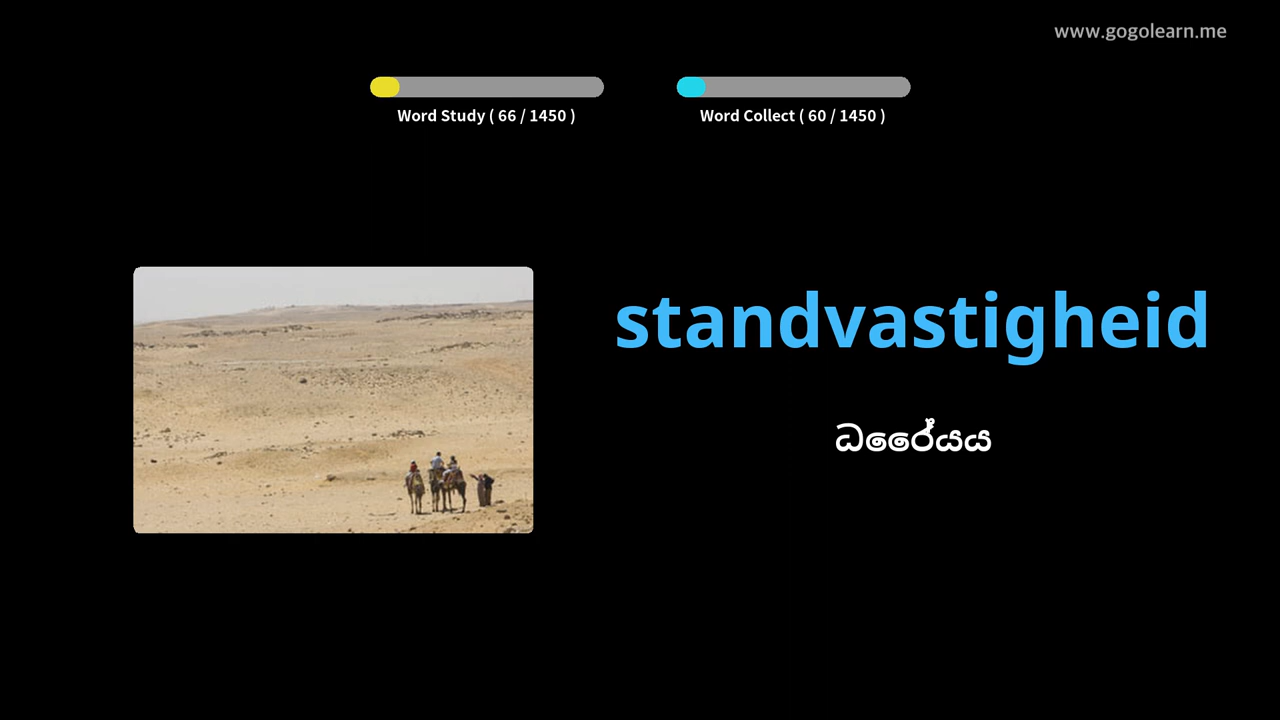 www.gogolearn.me
Word Study ( 66 / 1450 )
Word Collect ( 60 / 1450 )
standvastigheid
ධෛර්යය